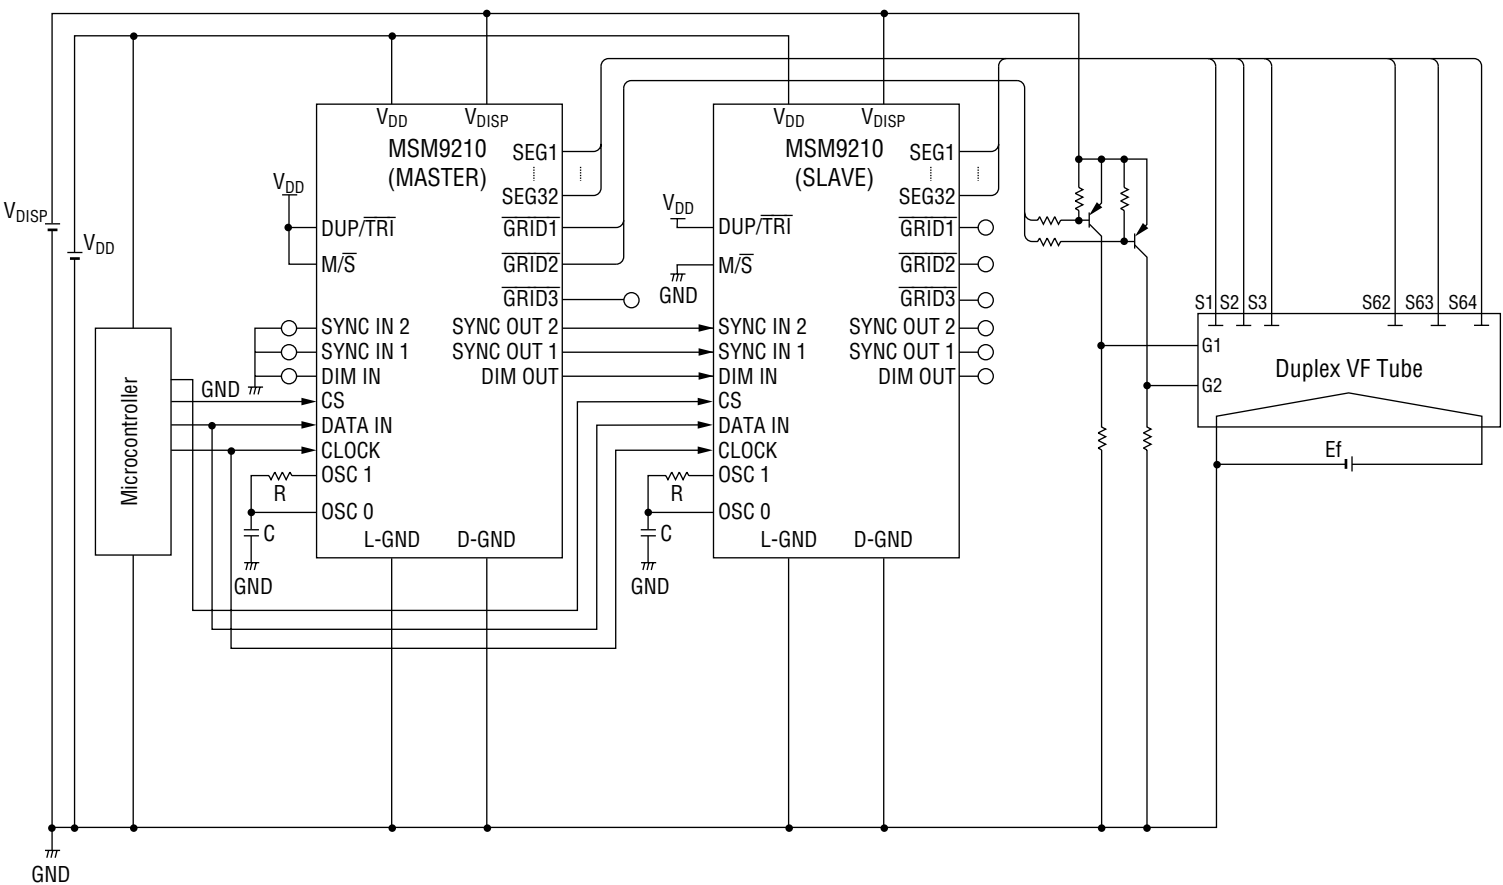 VDD VDISP
MSM9210
(MASTER)
SEG1
SEG32
VDD
DUP/TRI
GRID1
M/S
GRID2
GRID3
SYNC IN 2
SYNC OUT 2
SYNC IN 1
SYNC OUT 1
DIM IN
DIM OUT
GND
CS
DATA IN
CLOCK
OSC 1
R
OSC 0
C
GND
L-GND D-GND
VDD VDISP
MSM9210
(SLAVE)
SEG1
SEG32
VDD
DUP/TRI
GRID1
M/S
GRID2
GND
GRID3
SYNC IN 2
SYNC OUT 2
SYNC IN 1
SYNC OUT 1
DIM IN
DIM OUT
CS
DATA IN
CLOCK
OSC 1
R
OSC 0
C
GND
L-GND D-GND
VDISP
VDD
Microcontroller
S1 S2 S3 S62 S63 S64
G1
Duplex VF Tube
G2
Ef
GND